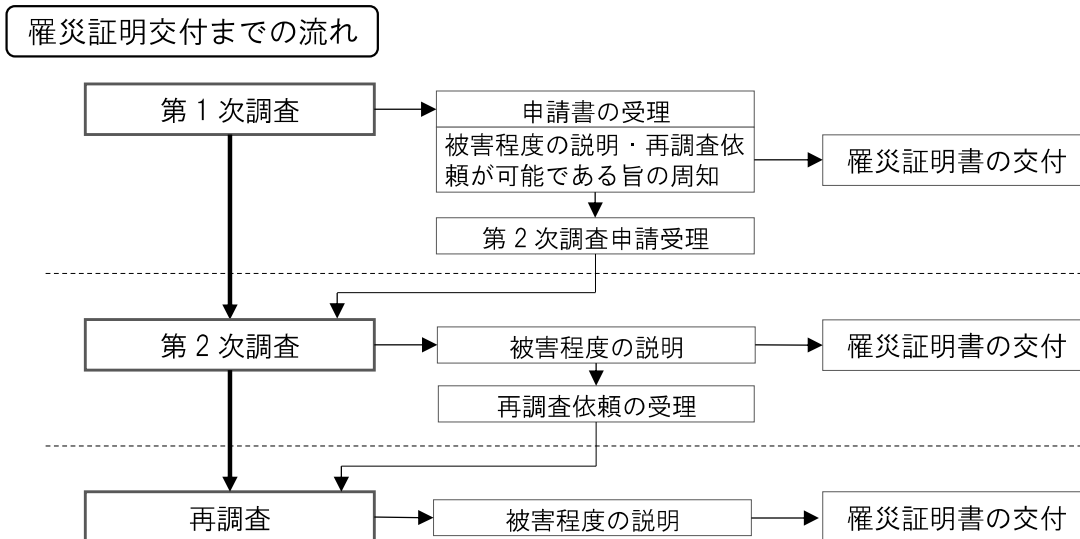 罹災証明交付までの流れ
第１次調査
申請書の受理
被害程度の説明・再調査依
頼が可能である旨の周知
罹災証明書の交付
第２次調査申請受理
第２次調査
被害程度の説明
罹災証明書の交付
再調査依頼の受理
再調査
被害程度の説明
罹災証明書の交付